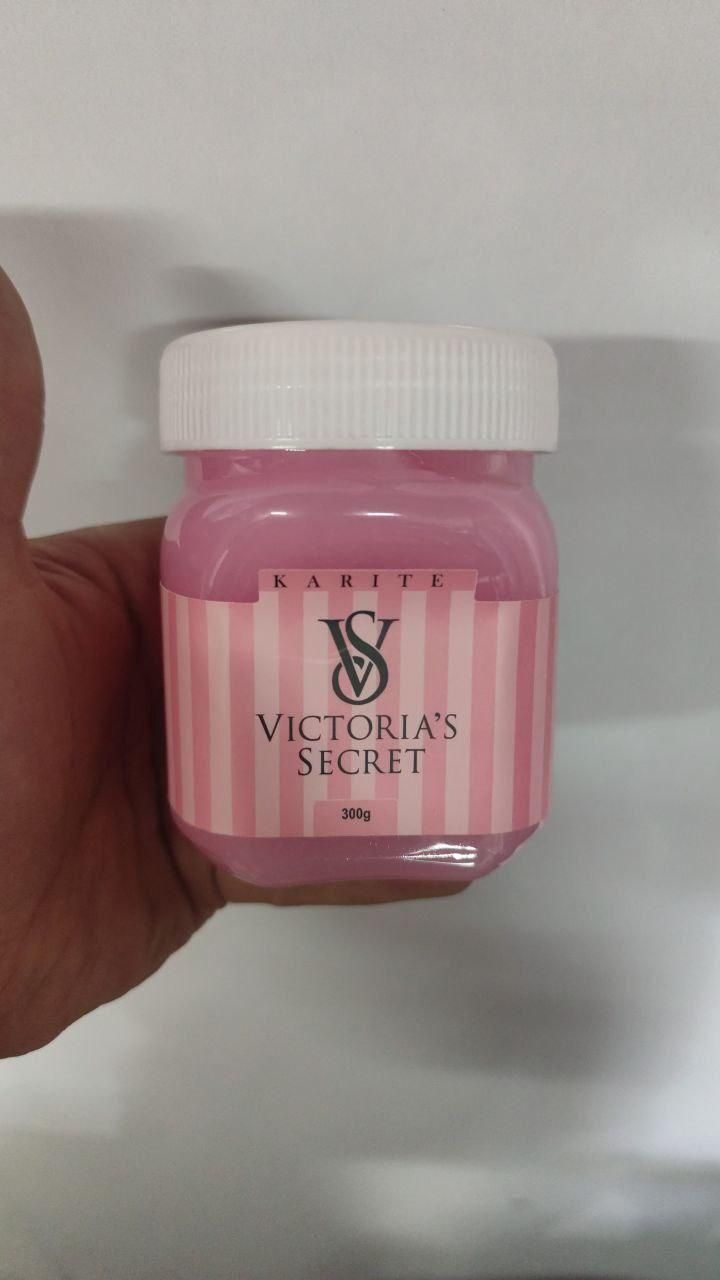 KARITE
VS
VICTORIA'S
SECRET
300g